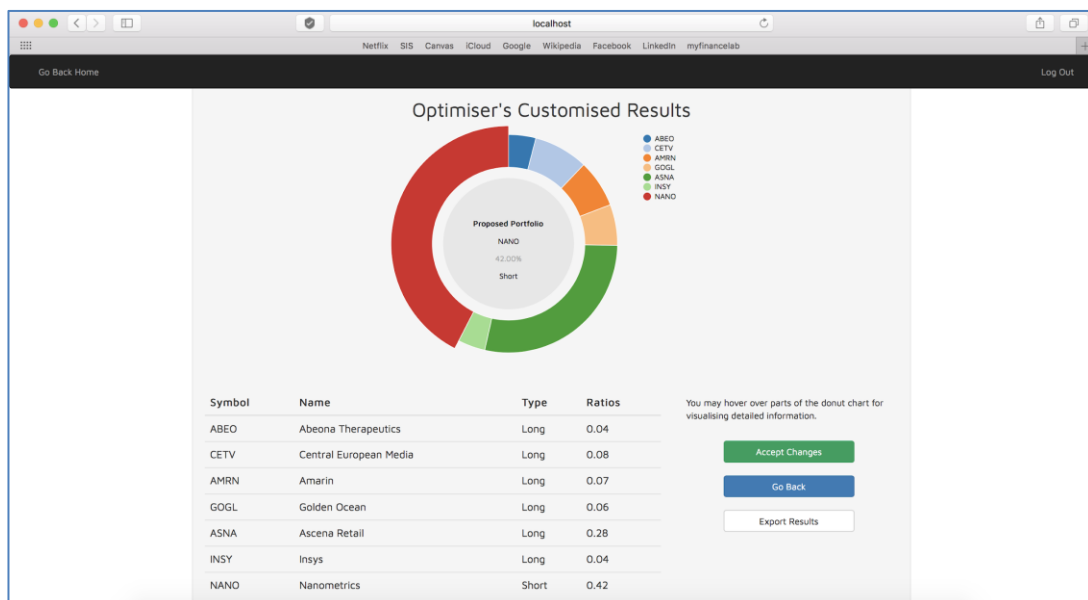 localhost
Netflix SIS Canvas iCloud Google Wikipedia Facebook LinkedIn myfinancelab
Go Back Home Log Out
Optimiser's Customised Results
ABEO
CETV
AMRN
GOGL
ASNA
INSY
NANO
Proposed Portfolio
NANO
42.00%
Short
Symbol Name Type Ratios
ABEO Abeona Therapeutics Long 0.04
CETV Central European Media Long 0.08
AMRN Amarin Long 0.07
GOGL Golden Ocean Long 0.06
ASNA Ascena Retail Long 0.28
INSY Insys Long 0.04
NANO Nanometrics Short 0.42
You may hover over parts of the donut chart for
visualising detailed information.
Accept Changes
Go Back
Export Results